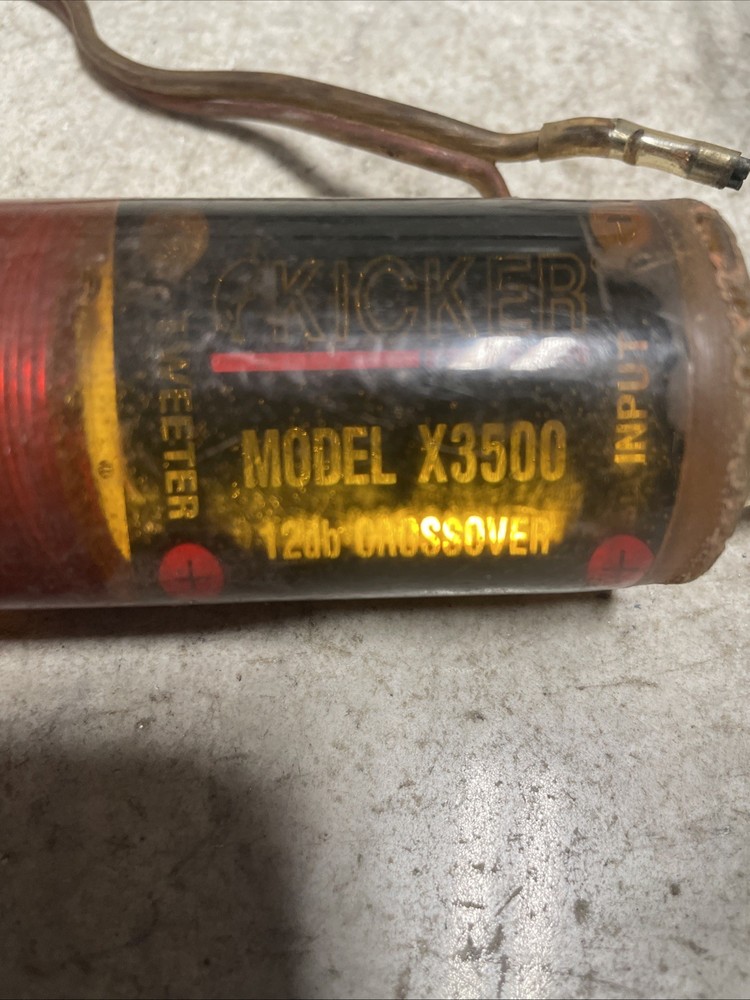 KICKER
TWEETER
INPUT
MODEL X3500
12db CROSSOVER
-
-
+
+